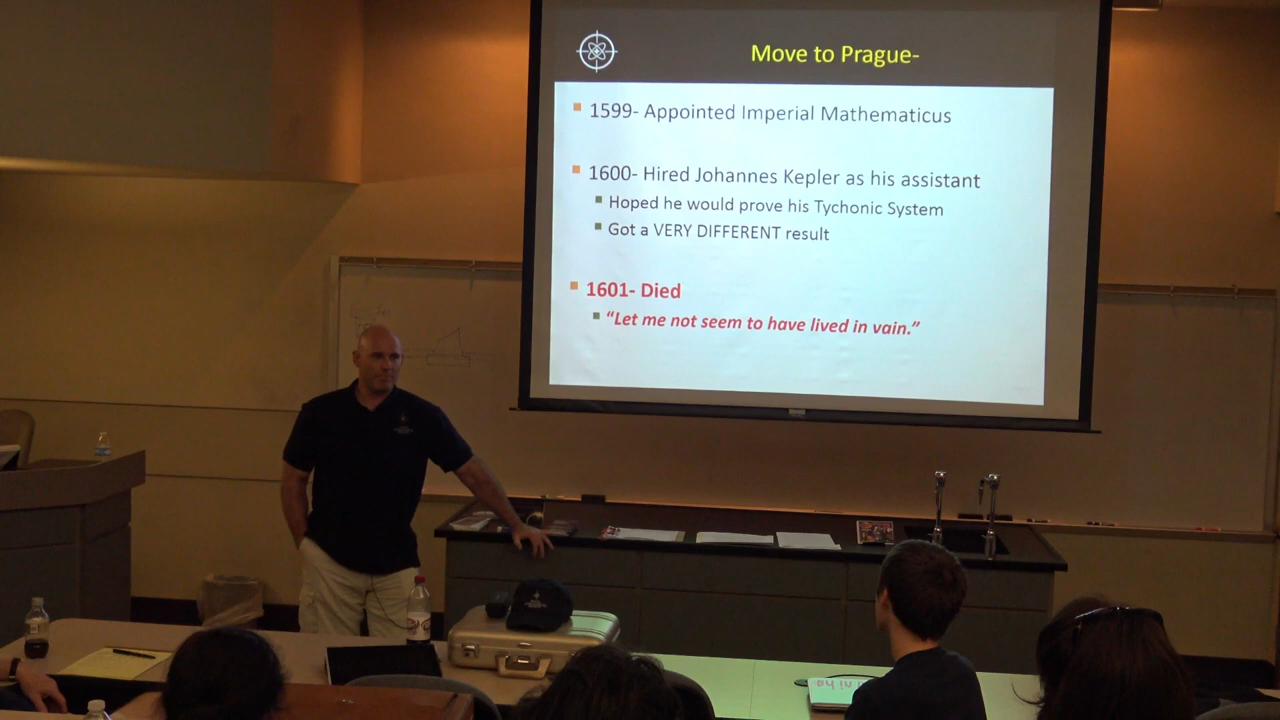 Move to Prague-
1599- Appointed Imperial Mathematicus
1600- Hired Johannes Kepler as his assistant
Hoped he would prove his Tychonic System
Got a VERY DIFFERENT result
1601- Died
“Let me not seem to have lived in vain.”